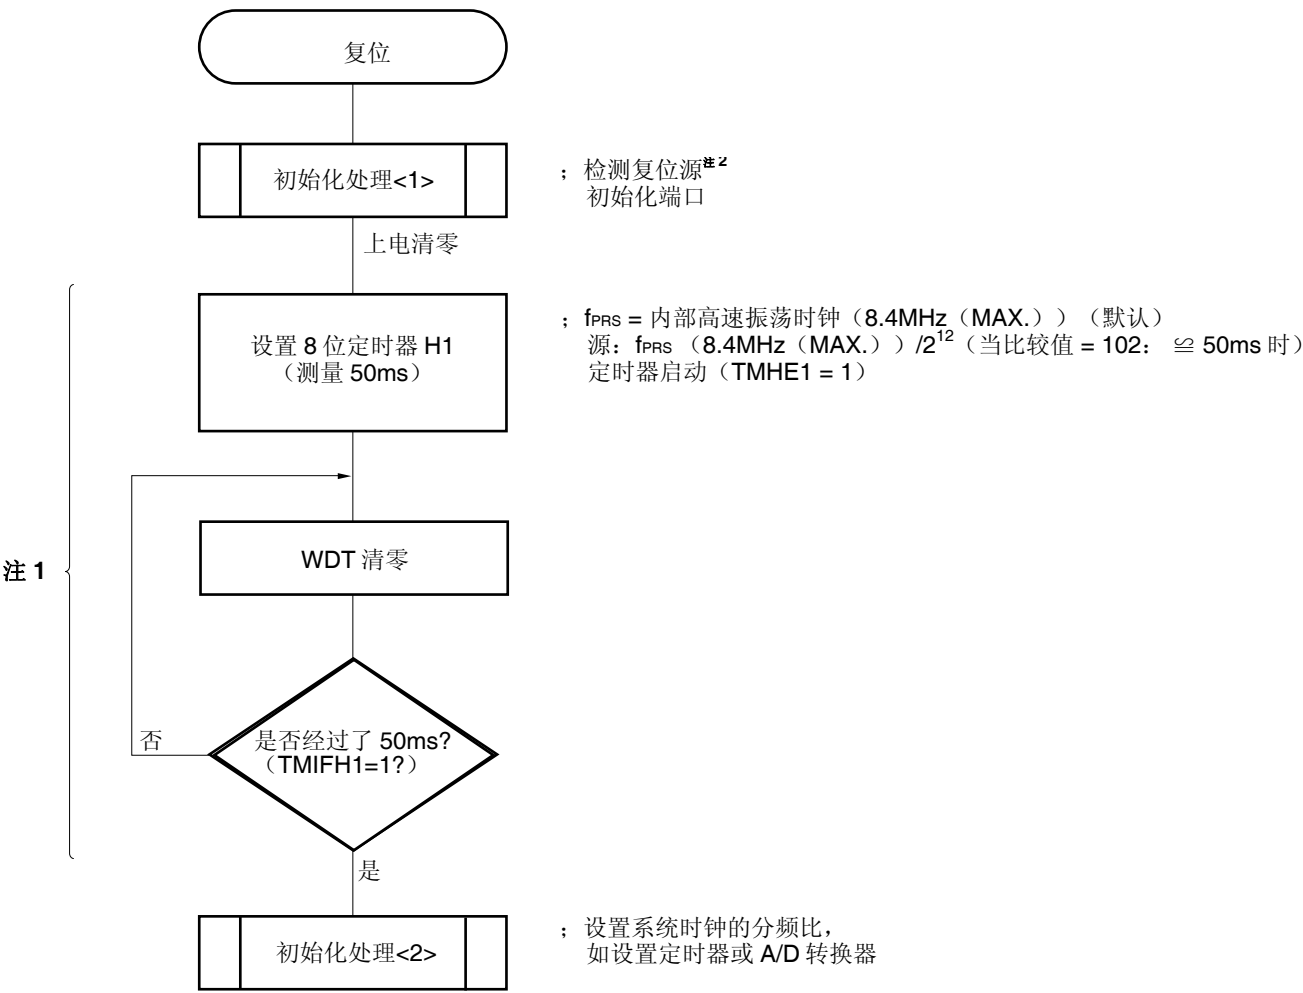 复位
初始化处理<1>
；检测复位源注2
初始化端口
上电清零
设置 8 位定时器 H1
（测量 50ms）
；fPRS = 内部高速振荡时钟（8.4MHz（MAX.））（默认）
源：fPRS （8.4MHz（MAX.））/2^12（当比较值 = 102： ≌ 50ms 时）
定时器启动（TMHE1 = 1）
注 1
WDT 清零
否
是否经过了 50ms?
（TMIFH1=1?）
是
初始化处理<2>
；设置系统时钟的分频比，
如设置定时器或 A/D 转换器